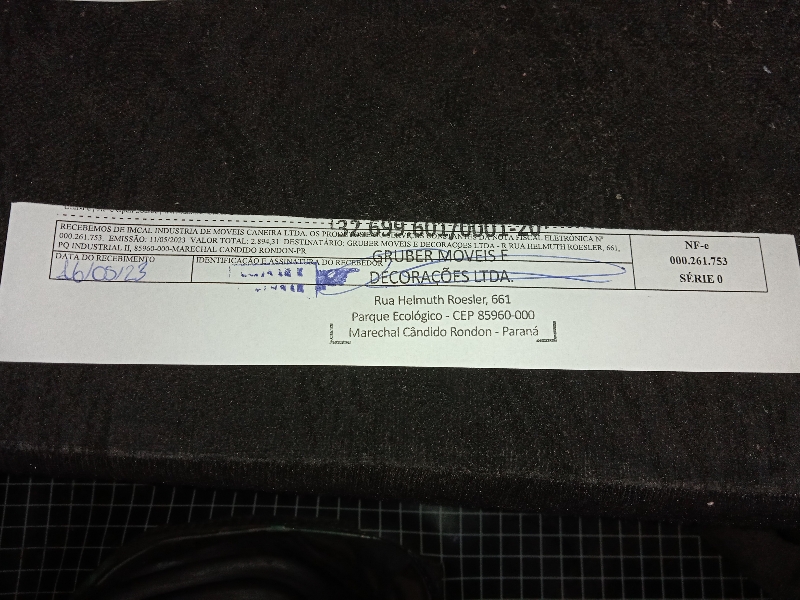 32.699.601/0001-20
RECEBEMOS DE IMCAL INDUSTRIA DE MOVEIS CANEIRA LTDA. OS DA NOTA FISCAL ELETRÔNICA Nº
000.261.753. EMISSÃO: 11/05/2023 VALOR TOTAL: 2.894,31 DESTINATÁRIO: GRUBER MOVEIS E DECORAÇOES LTDA - R RUA HELMUTH ROESLER, 661,
PQ INDUSTRIAL II, 85960-000-MARECHAL CANDIDO RONDON-PR
DATA DO RECEBIMENTO
16/05/23
IDENTIFICAÇÃO E ASSINATURA DO RECEBEDOR
GRUBER MOVEIS E
DECORAÇÕES LTDA.
Rua Helmuth Roesler, 661
Parque Ecológico - CEP 85960-000
Marechal Cândido Rondon - Paraná
NF-e
000.261.753
SÉRIE 0